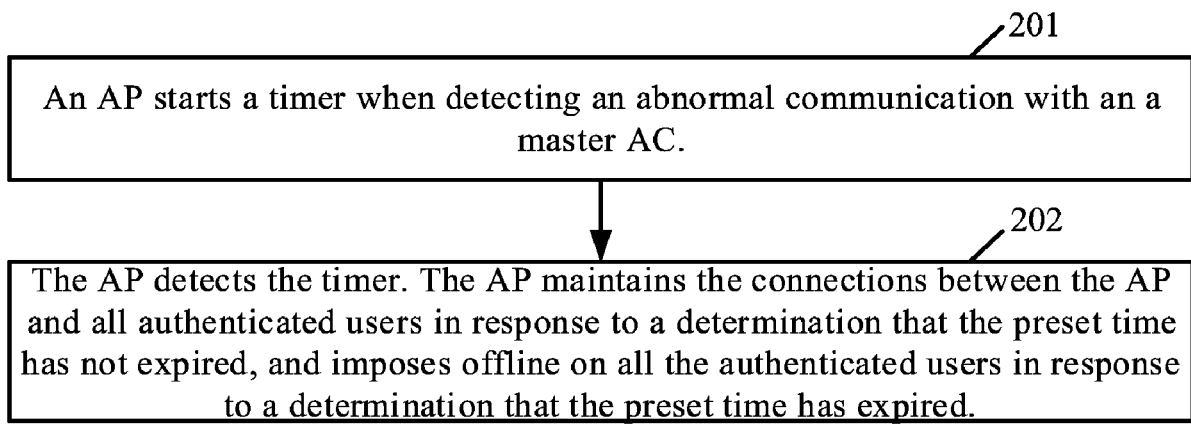 201
An AP starts a timer when detecting an abnormal communication with an a
master AC.
202
The AP detects the timer. The AP maintains the connections between the AP
and all authenticated users in response to a determination that the preset time
has not expired, and imposes offline on all the authenticated users in response
to a determination that the preset time has expired.